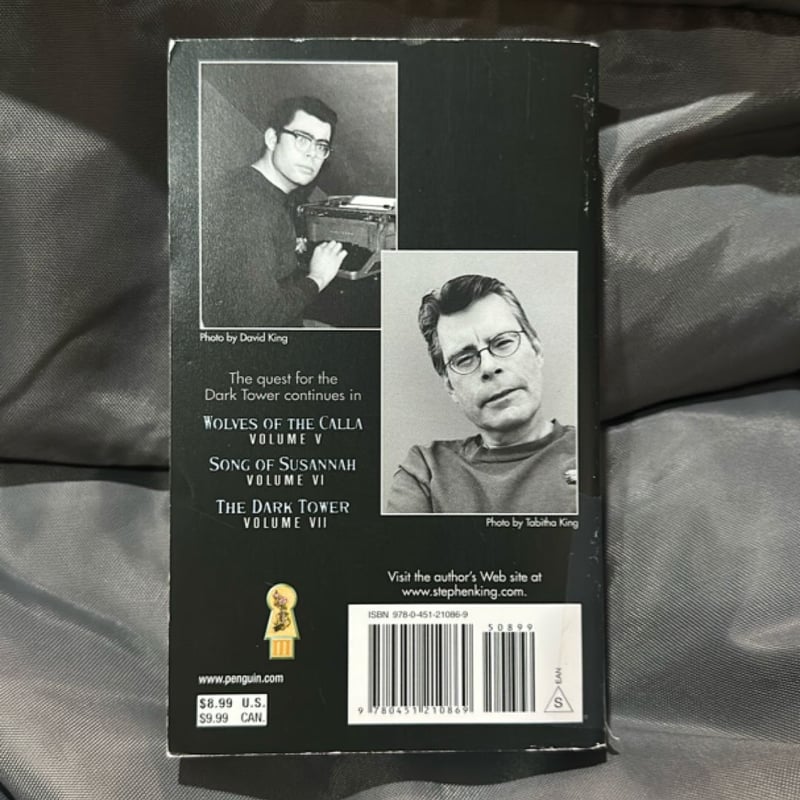 Photo by David King
The quest for the
Dark Tower continues in
WOLVES OF THE CALLA
VOLUME V
SONG OF SUSANNAH
VOLUME VI
THE DARK TOWER
VOLUME VII
Photo by Tabitha King
Visit the author's Web site at
www.stephenking.com.
ISBN 978-0-451-21086-9
50899
9 780451 210869
EAN
S
m
www.penguin.com
$8.99 U.S.
$9.99 CAN.